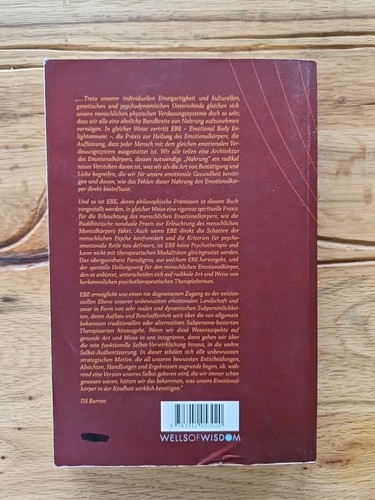 „...Trotz unserer individuellen Einzigartigkeit und kulturellen,
genetischen und psychodynamischen Unterschiede gleichen sich
unsere menschlichen physischen Verdauungssysteme doch so sehr,
dass wir alle eine ähnliche Bandbreite von Nahrung aufzunehmen
vermögen. In gleicher Weise vertritt EBE – Emotional Body En-
lightenment –, die Praxis zur Heilung des Emotionalkörpers, die
Auffassung, dass jeder Mensch mit dem gleichen emotionalen Ver-
dauungssystem ausgestattet ist. Wir alle teilen eine Architektur
des Emotionalkörpers, dessen notwendige „Nahrung" ein radikal
neues Verstehen davon ist, was wir als die Art von Bestätigung und
Liebe begreifen, die wir für unsere emotionale Gesundheit benöti-
gen und davon, wie das Fehlen dieser Nahrung den Emotionalkör-
per direkt beeinflusst.
Und so ist EBE, deren philosophische Prämissen in diesem Buch
vorgestellt werden, in gleicher Weise eine rigorose spirituelle Praxis
für die Erleuchtung des menschlichen Emotionalkörpers, wie die
Buddhistische nonduale Praxis zur Erleuchtung des menschlichen
Mentalkörpers führt. Auch wenn EBE direkt die Schatten der
menschlichen Psyche konfrontiert und die Kriterien für psychio-
emotionale Reife neu definiert, ist EBE keine Psychotherapie und
kann nicht mit therapeutischen Modalitäten gleichgesetzt werden.
Das übergeordnete Paradigma, aus welchem EBE hervorgeht, und
der spezielle Heilungsweg für den menschlichen Emotionalkörper,
den es anbietet, unterscheiden sich auf radikale Art und Weise von
herkömmlichen psychotherapeutischen Therapieformen.
EBE ermöglicht uns einen nie dagewesenen Zugang zu der existen-
ziellen Ebene unserer unbewussten emotionalen Landschaft und
zwar in Form von sehr realen und dynamischen Subpersönlichkei-
ten, deren Aufbau und Beschaffenheit weit über die von allgemein
bekannten traditionellen oder alternativen Subpersona-basierten
Therapiearten hinausgeht. Wenn wir diese Wesensaspekte auf
gesunde Art und Weise in uns integrieren, dann gehen wir über
die rein funktionelle Selbst-Verwirklichung hinaus, in die wahre
Selbst-Authentisierung. In dieser schälen sich alle unbewussten
strategischen Motive, die all unseren bewussten Entscheidungen,
Absichten, Handlungen und Ergebnissen zugrunde liegen, ab, wäh-
rend eine Version unseres Selbst geboren wird, die wir immer schon
gewesen wären, hätten wir das bekommen, was unsere Emotional-
körper in der Kindheit wirklich benötigten."
DS Barron
WELLSOFWISDOM